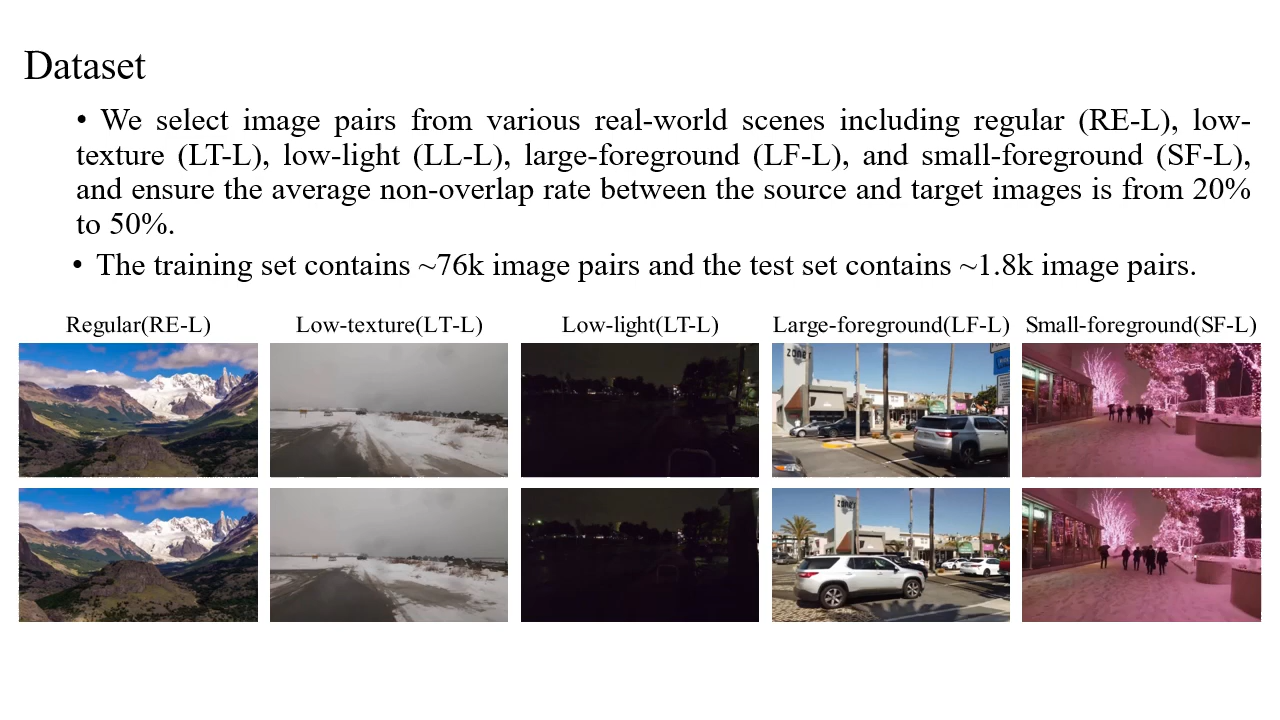 Dataset
• We select image pairs from various real-world scenes including regular (RE-L), low-
texture (LT-L), low-light (LL-L), large-foreground (LF-L), and small-foreground (SF-L),
and ensure the average non-overlap rate between the source and target images is from 20%
to 50%.
• The training set contains ~76k image pairs and the test set contains ~1.8k image pairs.
Regular(RE-L) Low-texture(LT-L) Low-light(LT-L) Large-foreground(LF-L) Small-foreground(SF-L)